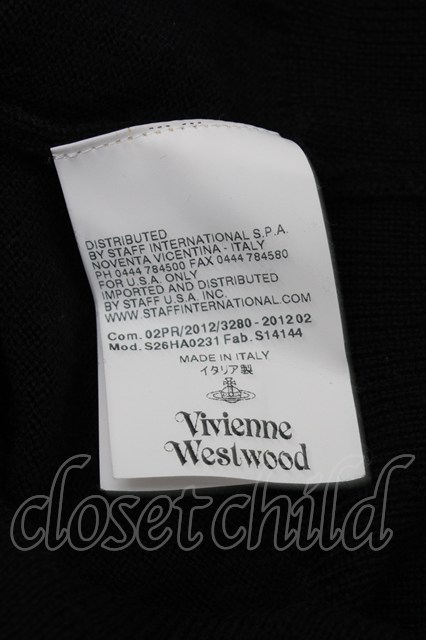 DISTRIBUTED
BY STAFF INTERNATIONAL S.P.A.
NOVENTA VICENTINA - ITALY
PH 0444 784500 FAX 0444 784580
FOR U.S.A. ONLY
IMPORTED AND DISTRIBUTED
BY STAFF U.S.A. INC.
WWW.STAFFINTERNATIONAL.COM
Com. 02PR/2012/3280 - 2012 02
Mod. S26HA0231 Fab. S14144
MADE IN ITALY
イタリア製
Vivienne
Westwood
closetchild